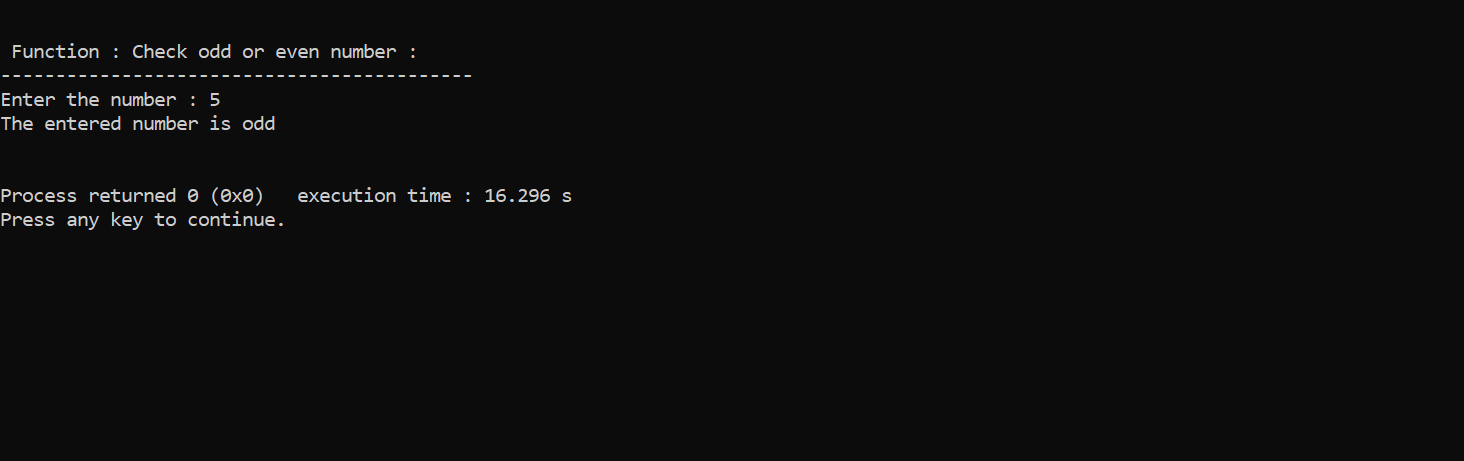 Function : Check odd or even number :
-------------------------------------------
Enter the number : 5
The entered number is odd
Process returned 0 (0x0)   execution time : 16.296 s
Press any key to continue.